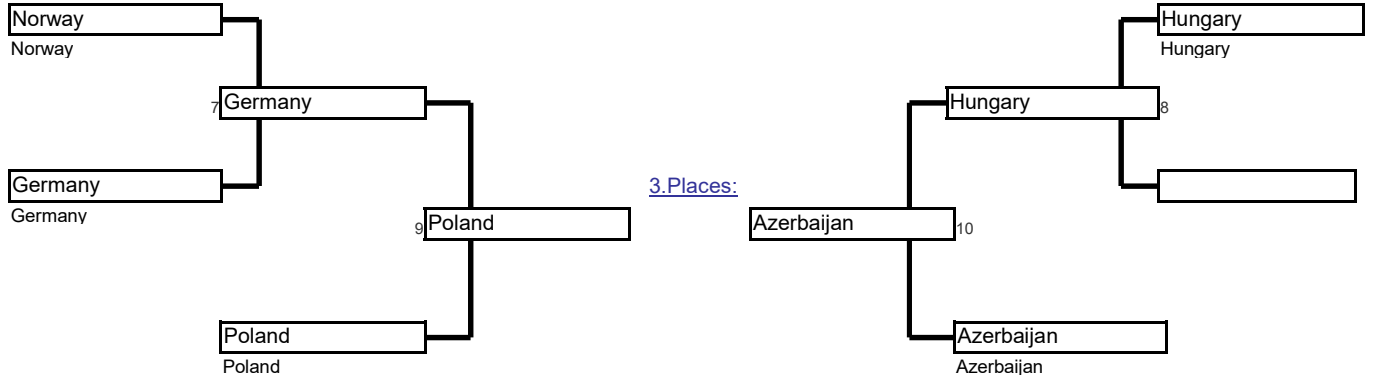 Norway
Hungary
Norway
Hungary
7
Germany
Hungary
8
Germany
Germany
3.Places:
9
Poland
Azerbaijan
10
Poland
Poland
Azerbaijan
Azerbaijan